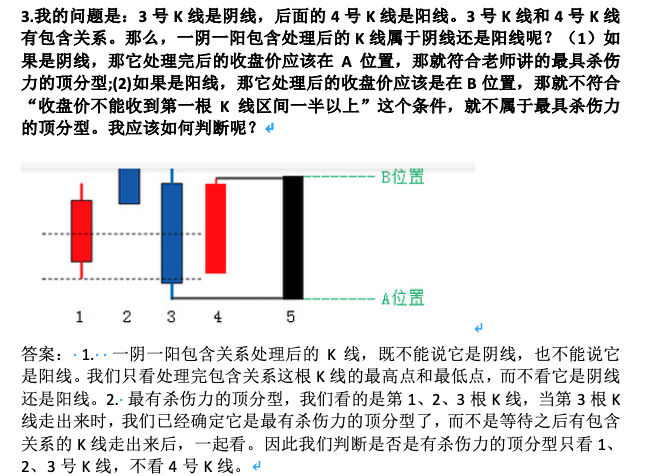 3.我的问题是：3 号 K 线是阴线，后面的 4 号 K 线是阳线。3 号 K 线和 4 号 K 线
有包含关系。那么，一阴一阳包含处理后的 K 线属于阴线还是阳线呢？（1）如
果是阴线，那它处理完后的收盘价应该在 A 位置，那就符合老师讲的最具杀伤
力的顶分型;(2)如果是阳线，那它处理后的收盘价应该是在 B 位置，那就不符合
“收盘价不能收到第一根 K 线区间一半以上”这个条件，就不属于最具杀伤力
的顶分型。我应该如何判断呢？
B位置
A位置
1 2 3 4 5
答案： 1. 一阴一阳包含关系处理后的 K 线，既不能说它是阴线，也不能说它
是阳线。我们只看处理完包含关系这根 K 线的最高点和最低点，而不看它是阴线
还是阳线。2. 最有杀伤力的顶分型，我们看的是第 1、2、3 根 K 线，当第 3 根 K
线走出来时，我们已经确定它是最有杀伤力的顶分型了，而不是等待之后有包含
关系的 K 线走出来后，一起看。因此我们判断是否是有杀伤力的顶分型只看 1、
2、3 号 K 线，不看 4 号 K 线。